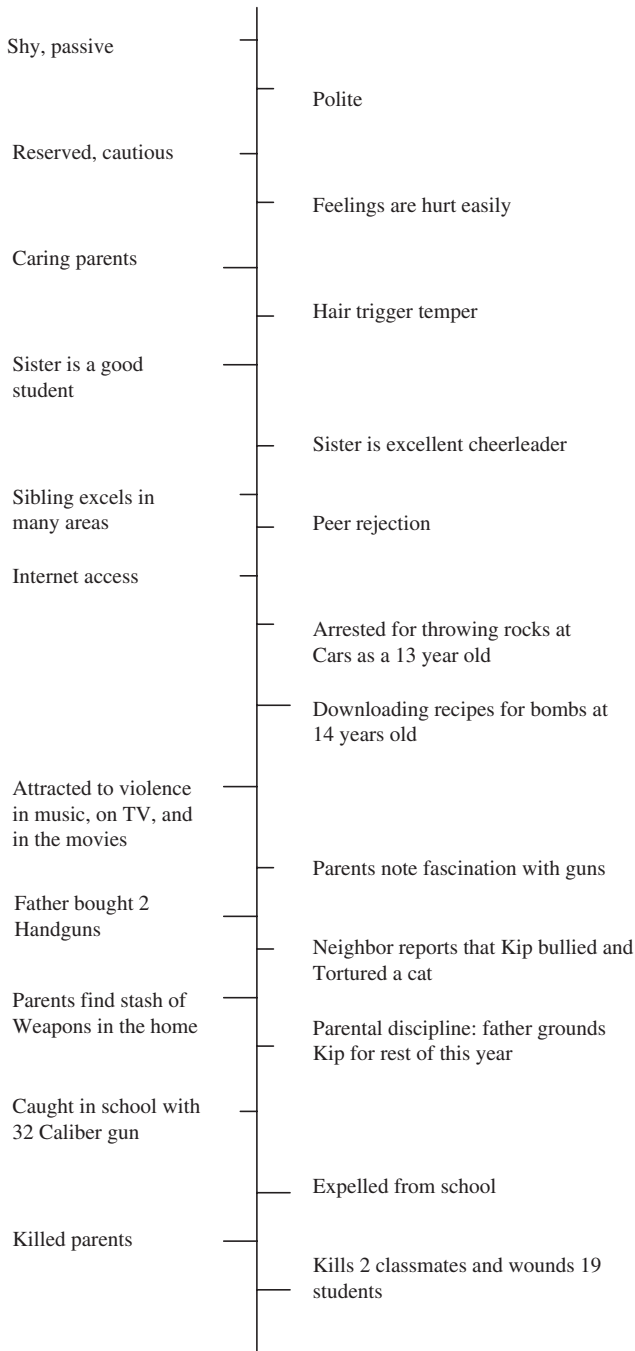 Shy, passive
Polite
Reserved, cautious
Feelings are hurt easily
Caring parents
Hair trigger temper
Sister is a good
student
Sister is excellent cheerleader
Sibling excels in
many areas
Peer rejection
Internet access
Arrested for throwing rocks at
Cars as a 13 year old
Downloading recipes for bombs at
14 years old
Attracted to violence
in music, on TV, and
in the movies
Parents note fascination with guns
Father bought 2
Handguns
Neighbor reports that Kip bullied and
Tortured a cat
Parents find stash of
Weapons in the home
Parental discipline: father grounds
Kip for rest of this year
Caught in school with
32 Caliber gun
Expelled from school
Killed parents
Kills 2 classmates and wounds 19
students